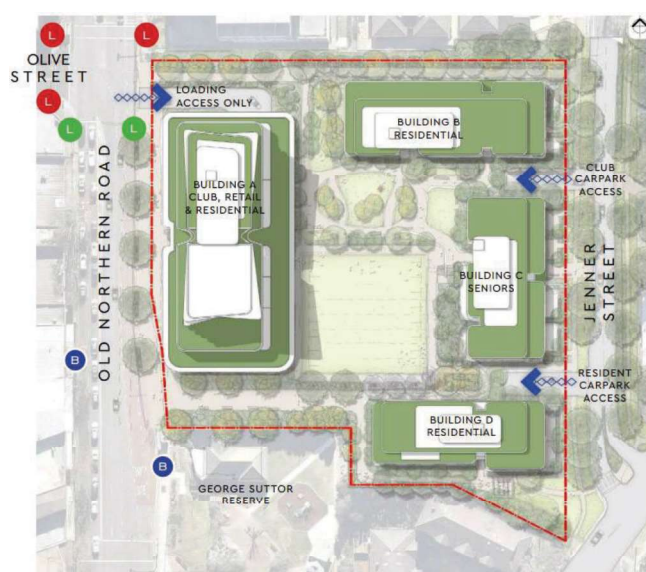 L
L
OLIVE
STREET
L
L
L
LOADING
ACCESS ONLY
BUILDING B
RESIDENTIAL
BUILDING A
CLUB, RETAIL
& RESIDENTIAL
CLUB
CARPARK
ACCESS
OLD NORTHERN ROAD
BUILDING C
SENIORS
JENNER
STREET
B
RESIDENT
CARPARK
ACCESS
BUILDING D
RESIDENTIAL
B
GEORGE SUTTOR
RESERVE